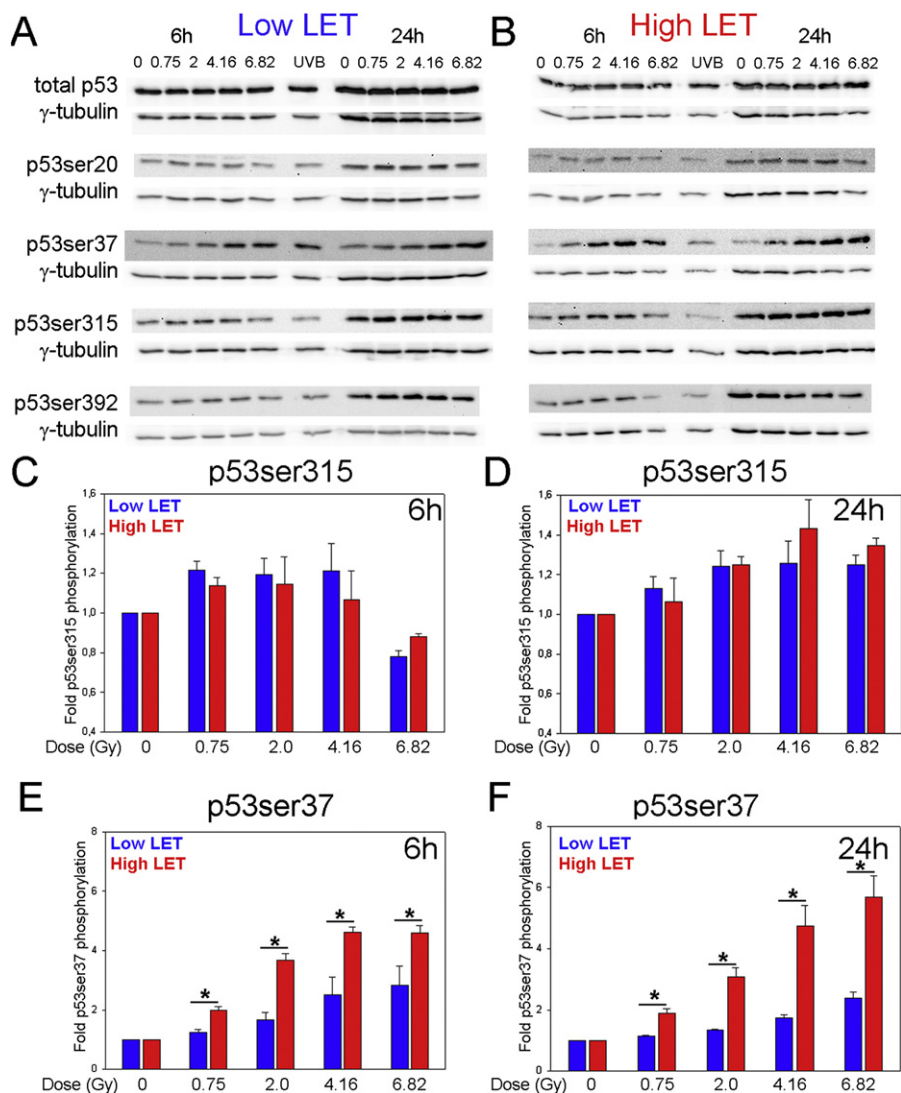 A Low LET B High LET
6h 24h 6h 24h
0 0.75 2 4.16 6.82 UVB 0 0.75 2 4.16 6.82 0 0.75 2 4.16 6.82 UVB 0 0.75 2 4.16 6.82
total p53
γ-tubulin
p53ser20
γ-tubulin
p53ser37
γ-tubulin
p53ser315
γ-tubulin
p53ser392
γ-tubulin
C p53ser315
Low LET
High LET
6h
Fold p53ser315 phosphorylation
1,6
1,4
1,2
1,0
0,8
0,6
0,4
Dose (Gy) 0 0.75 2.0 4.16 6.82
D p53ser315
Low LET
High LET
24h
Fold p53ser315 phosphorylation
1,6
1,4
1,2
1,0
0,8
0,6
0,4
Dose (Gy) 0 0.75 2.0 4.16 6.82
E p53ser37
Low LET
High LET
6h
Fold p53ser37 phosphorylation
8
6
4
2
0
* * * *
Dose (Gy) 0 0.75 2.0 4.16 6.82
F p53ser37
Low LET
High LET
24h
Fold p53ser37 phosphorylation
8
6
4
2
0
* * * *
Dose (Gy) 0 0.75 2.0 4.16 6.82